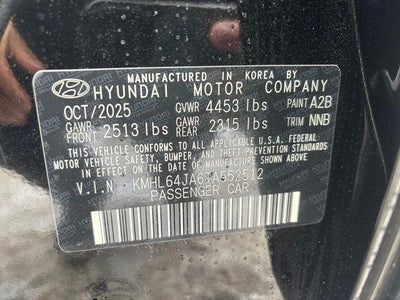 MANUFACTURED IN KOREA BY
HYUNDAI MOTOR COMPANY
OCT/2025 GVWR 4453 lbs PAINT A2B
GAWR FRONT 2513 lbs GAWR REAR 2315 lbs TRIM NNB
THIS VEHICLE CONFORMS TO ALL APPLICABLE U.S.A. FEDERAL
MOTOR VEHICLE SAFETY, BUMPER, AND THEFT PREVENTION STANDARDS
IN EFFECT ON THE DATE OF MANUFACTURE SHOWN ABOVE.
V.I.N. KMHL64JA6TA552512
PASSENGER CAR